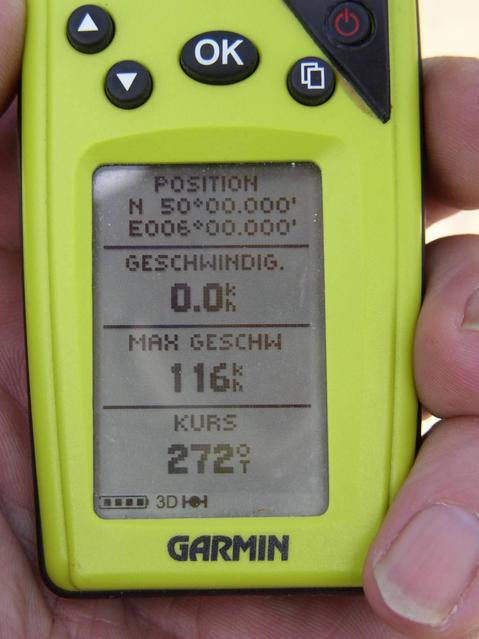 OK
POSITION
N 50°00.000'
E006°00.000'
GESCHWINDIG.
0.0 k/h
MAX GESCHW
116 k/h
KURS
272°T
3D
GARMIN